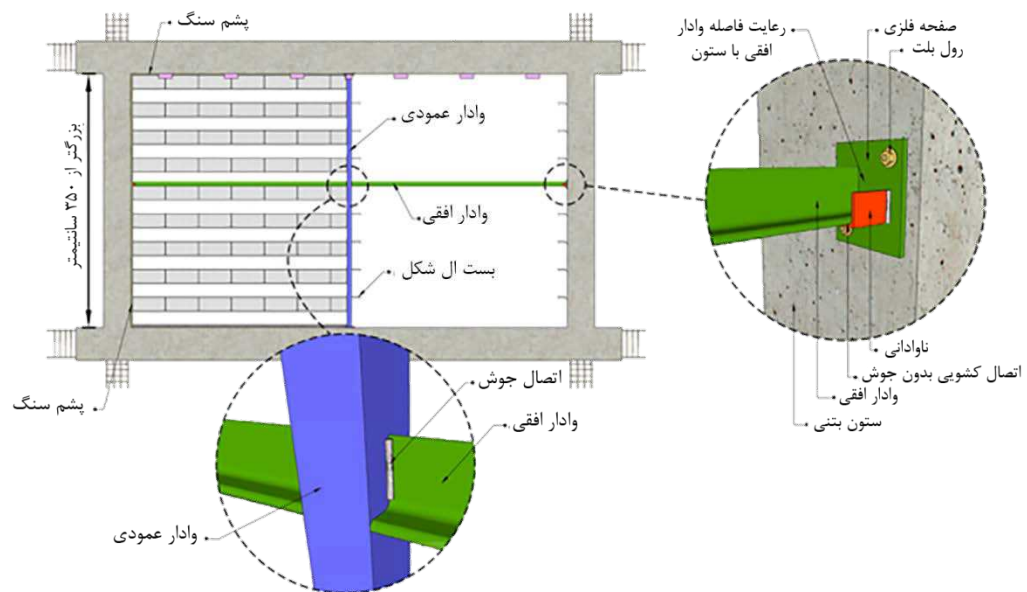 پشم سنگ
صفحه فلزی
رعایت فاصله وادار
افقی با ستون
رول بلت
وادار عمودی
بزرگتر از ۳۵۰ سانتیمتر
وادار افقی
بست ال شکل
ناودانی
اتصال کشویی بدون جوش
وادار افقی
ستون بتنی
پشم سنگ
اتصال جوش
وادار افقی
وادار عمودی